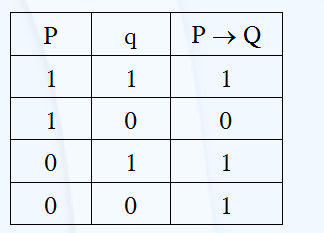 P q P → Q
1 1 1
1 0 0
0 1 1
0 0 1